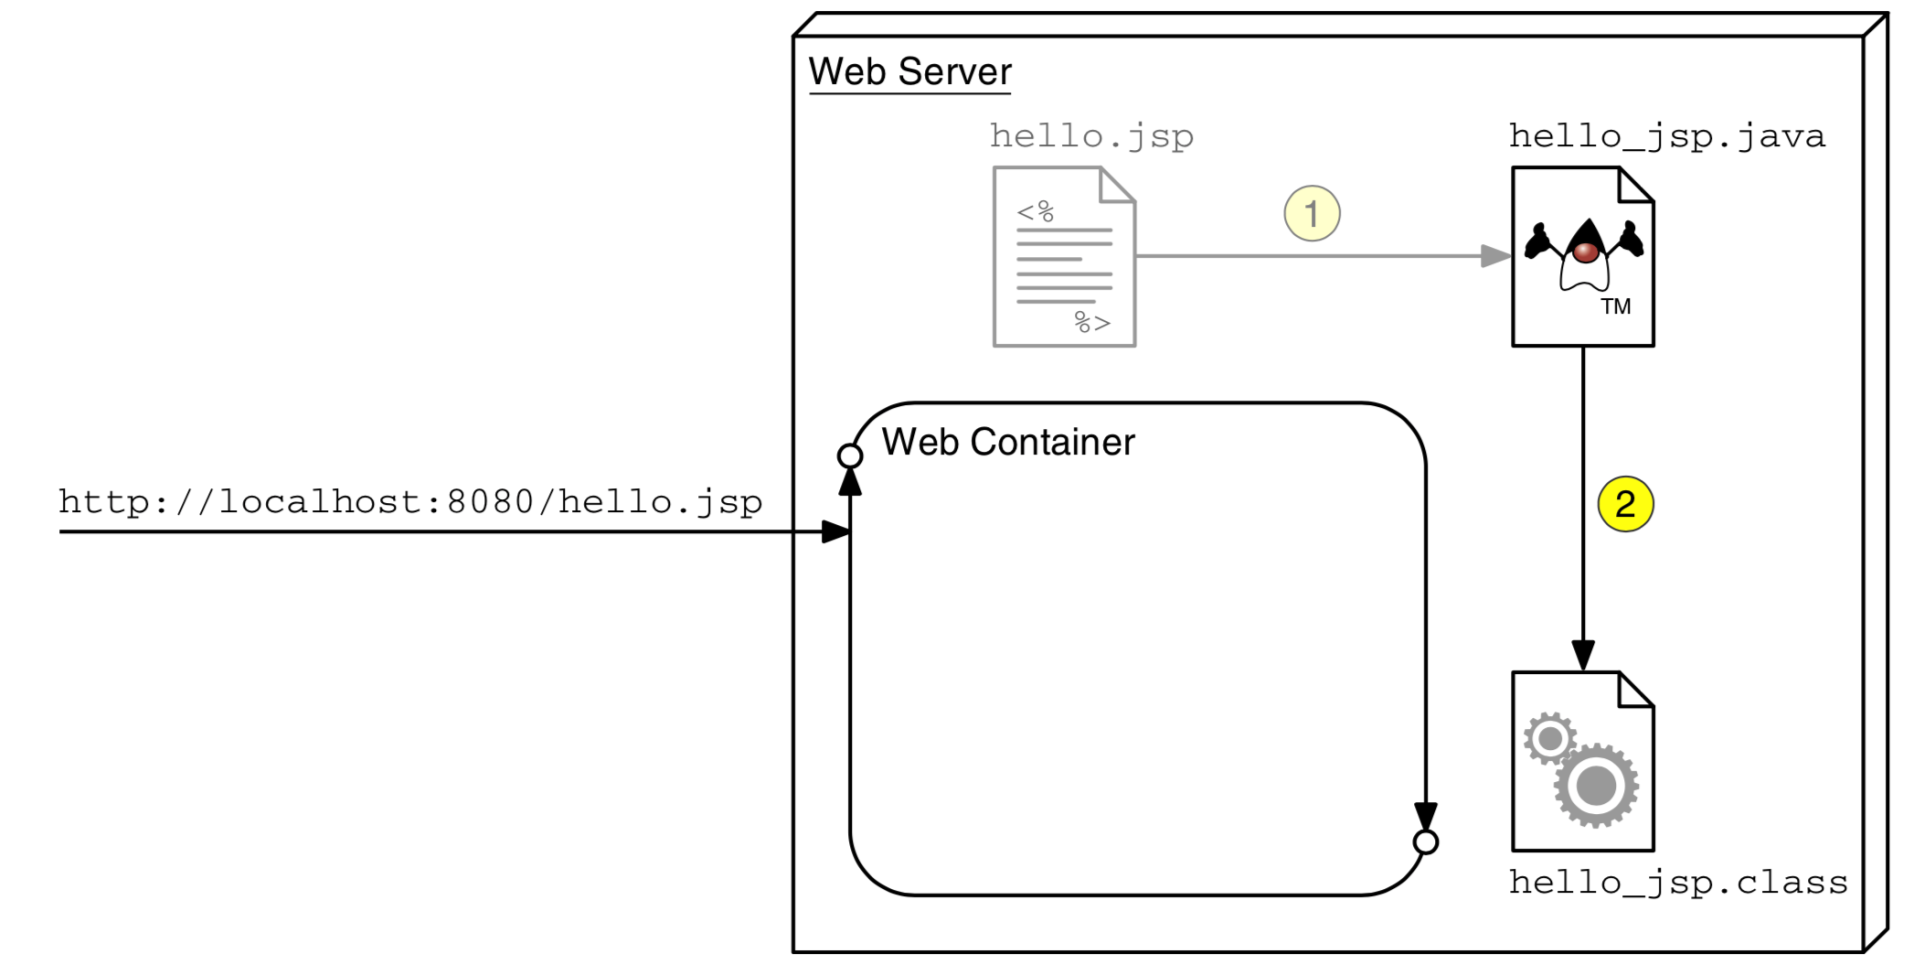 Web Server
hello.jsp
hello_jsp.java
<%
%>
1
TM
Web Container
http://localhost:8080/hello.jsp
2
hello_jsp.class